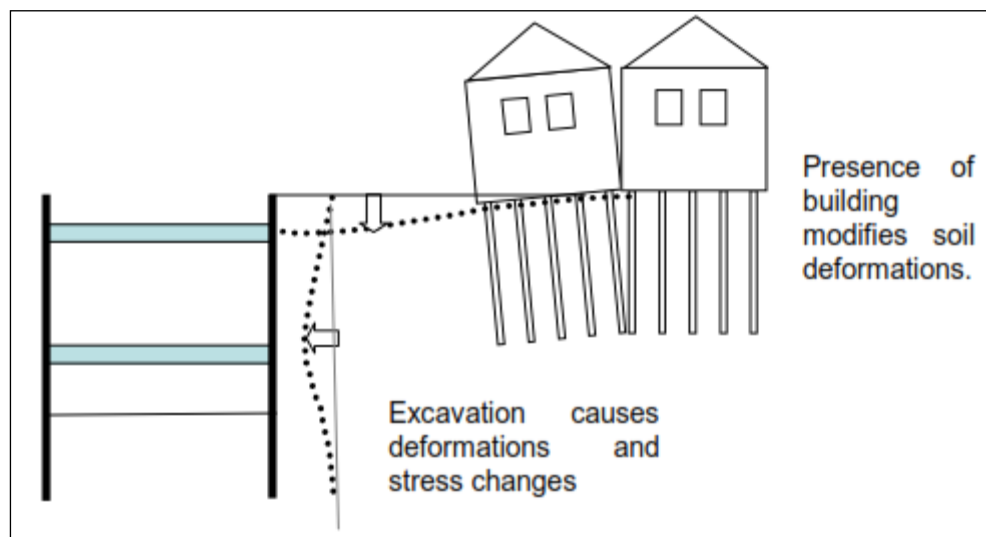 Presence of
building
modifies soil
deformations.
Excavation causes
deformations and
stress changes